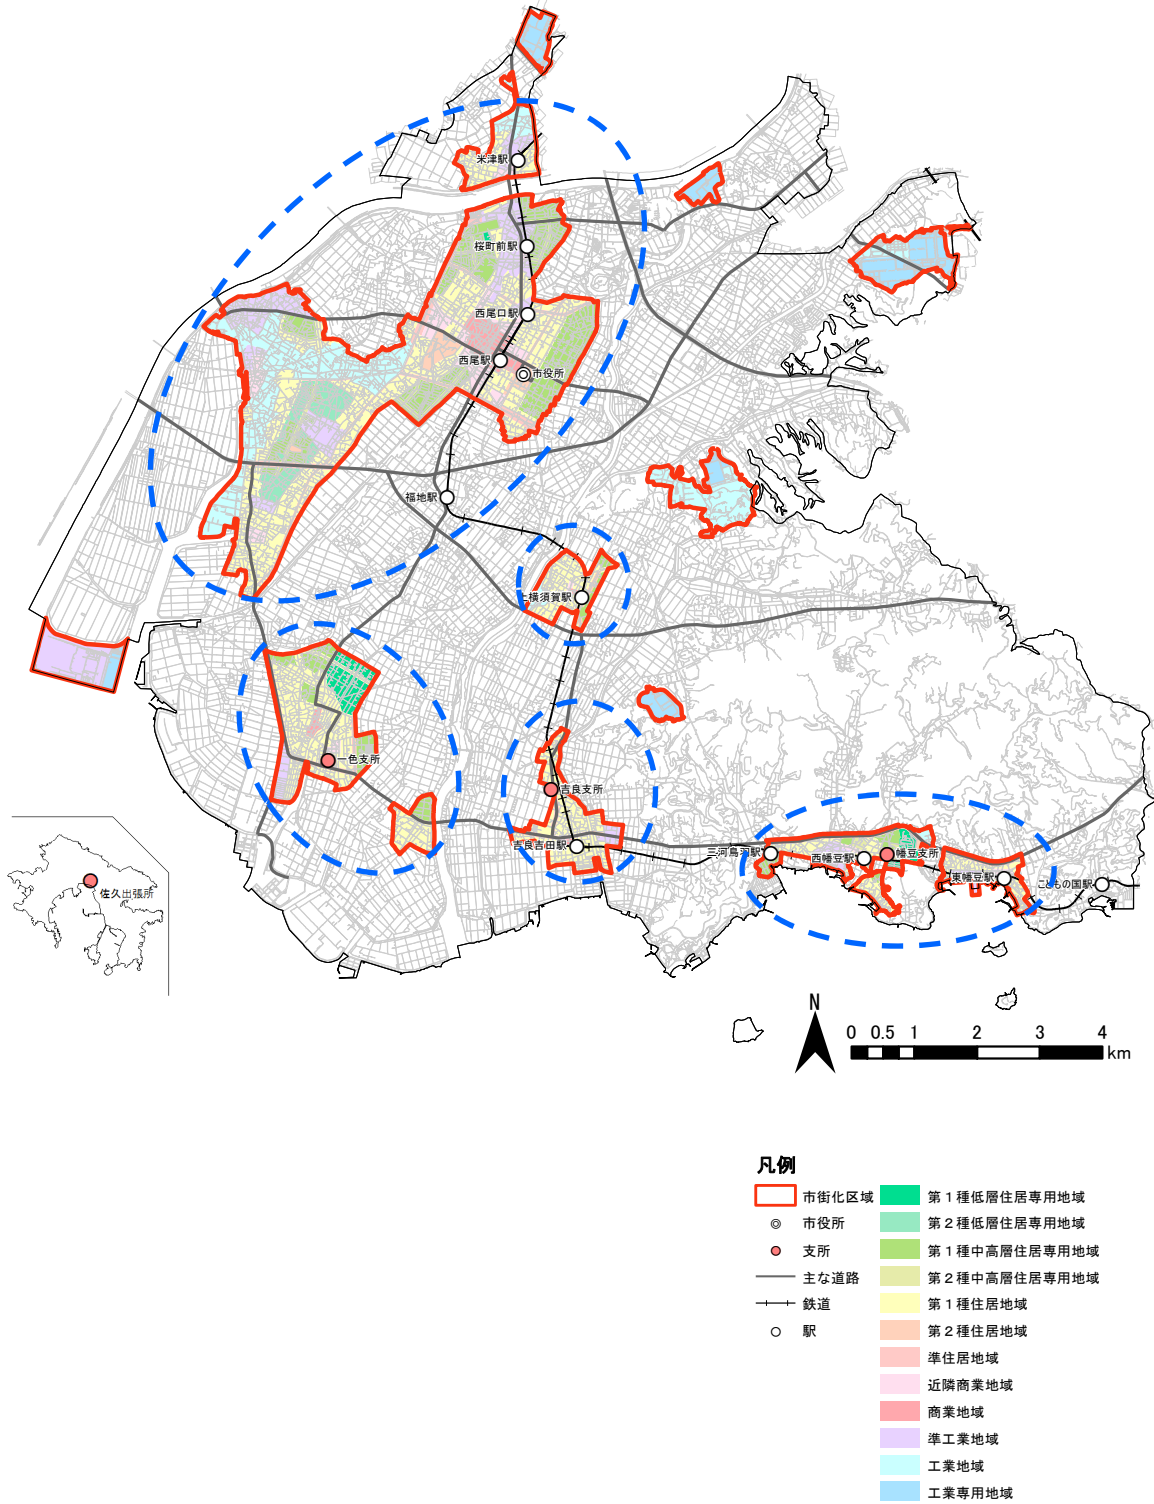 米津駅
桜町前駅
西尾口駅
西尾駅
市役所
福地駅
上横須賀駅
一色支所
吉良支所
吉良吉田駅
三河鳥羽駅
西幡豆駅
幡豆支所
東幡豆駅
こどもの国駅
佐久出張所
N
0 0.5 1 2 3 4
km
凡例
市街化区域
市役所
支所
主な道路
鉄道
駅
第１種低層住居専用地域
第２種低層住居専用地域
第１種中高層住居専用地域
第２種中高層住居専用地域
第１種住居地域
第２種住居地域
準住居地域
近隣商業地域
商業地域
準工業地域
工業地域
工業専用地域